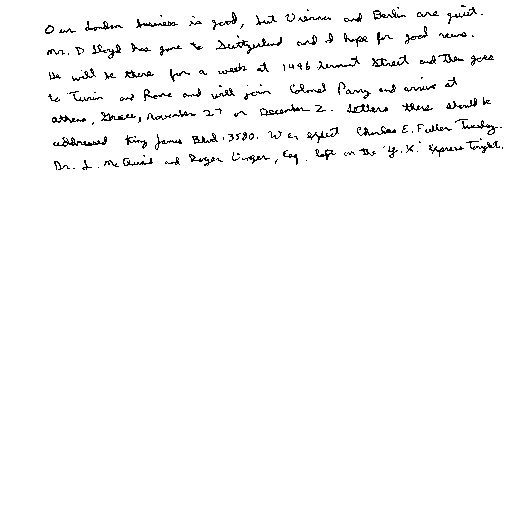 Our London business is good, but Vienna and Berlin are quiet.
Mr. D Lloyd has gone to Switzerland and I hope for good news.
He will be there for a week at 1496 Zermott Street and then goes
to Turin and Rome and will join Colonel Parry and arrive at
Athens, Greece, November 27 or December 2. Letters there should be
addressed King James Blvd. 3580. We expect Charles E. Fuller Tuesday.
Dr. L. McQuaid and Roger Unger, Esq. left on the 'Y.X.' Express tonight.